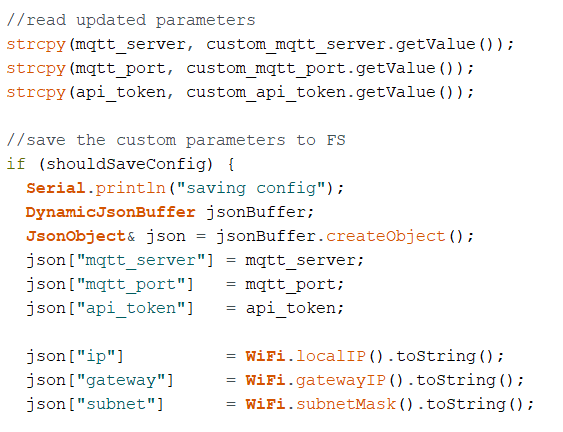 //read updated parameters
strcpy(mqtt_server, custom_mqtt_server.getValue());
strcpy(mqtt_port, custom_mqtt_port.getValue());
strcpy(api_token, custom_api_token.getValue());

//save the custom parameters to FS
if (shouldSaveConfig) {
  Serial.println("saving config");
  DynamicJsonBuffer jsonBuffer;
  JsonObject& json = jsonBuffer.createObject();
  json["mqtt_server"] = mqtt_server;
  json["mqtt_port"]   = mqtt_port;
  json["api_token"]   = api_token;

  json["ip"]          = WiFi.localIP().toString();
  json["gateway"]     = WiFi.gatewayIP().toString();
  json["subnet"]      = WiFi.subnetMask().toString();